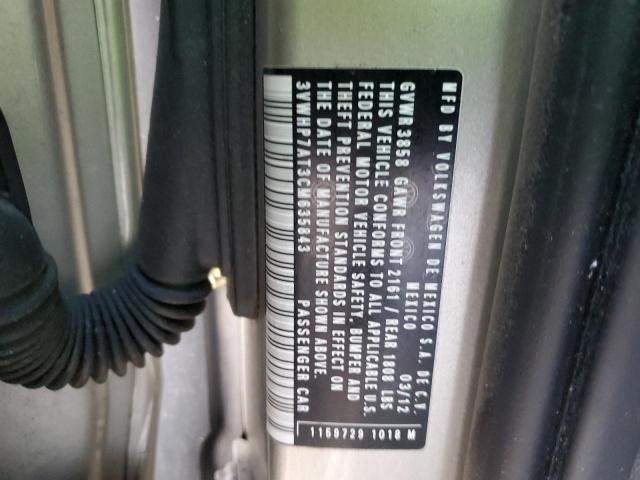 MFD BY VOLKSWAGEN DE MEXICO S.A. DE C.V.
MEXICO 03/12
GVWR 3858 GAWR FRONT 2161 / REAR 1808 LBS
THIS VEHICLE CONFORMS TO ALL APPLICABLE U.S.
FEDERAL MOTOR VEHICLE SAFETY, BUMPER AND
THEFT PREVENTION STANDARDS IN EFFECT ON
THE DATE OF MANUFACTURE SHOWN ABOVE.
3VWHP7AT3CM635843 PASSENGER CAR
1159729 1018 M